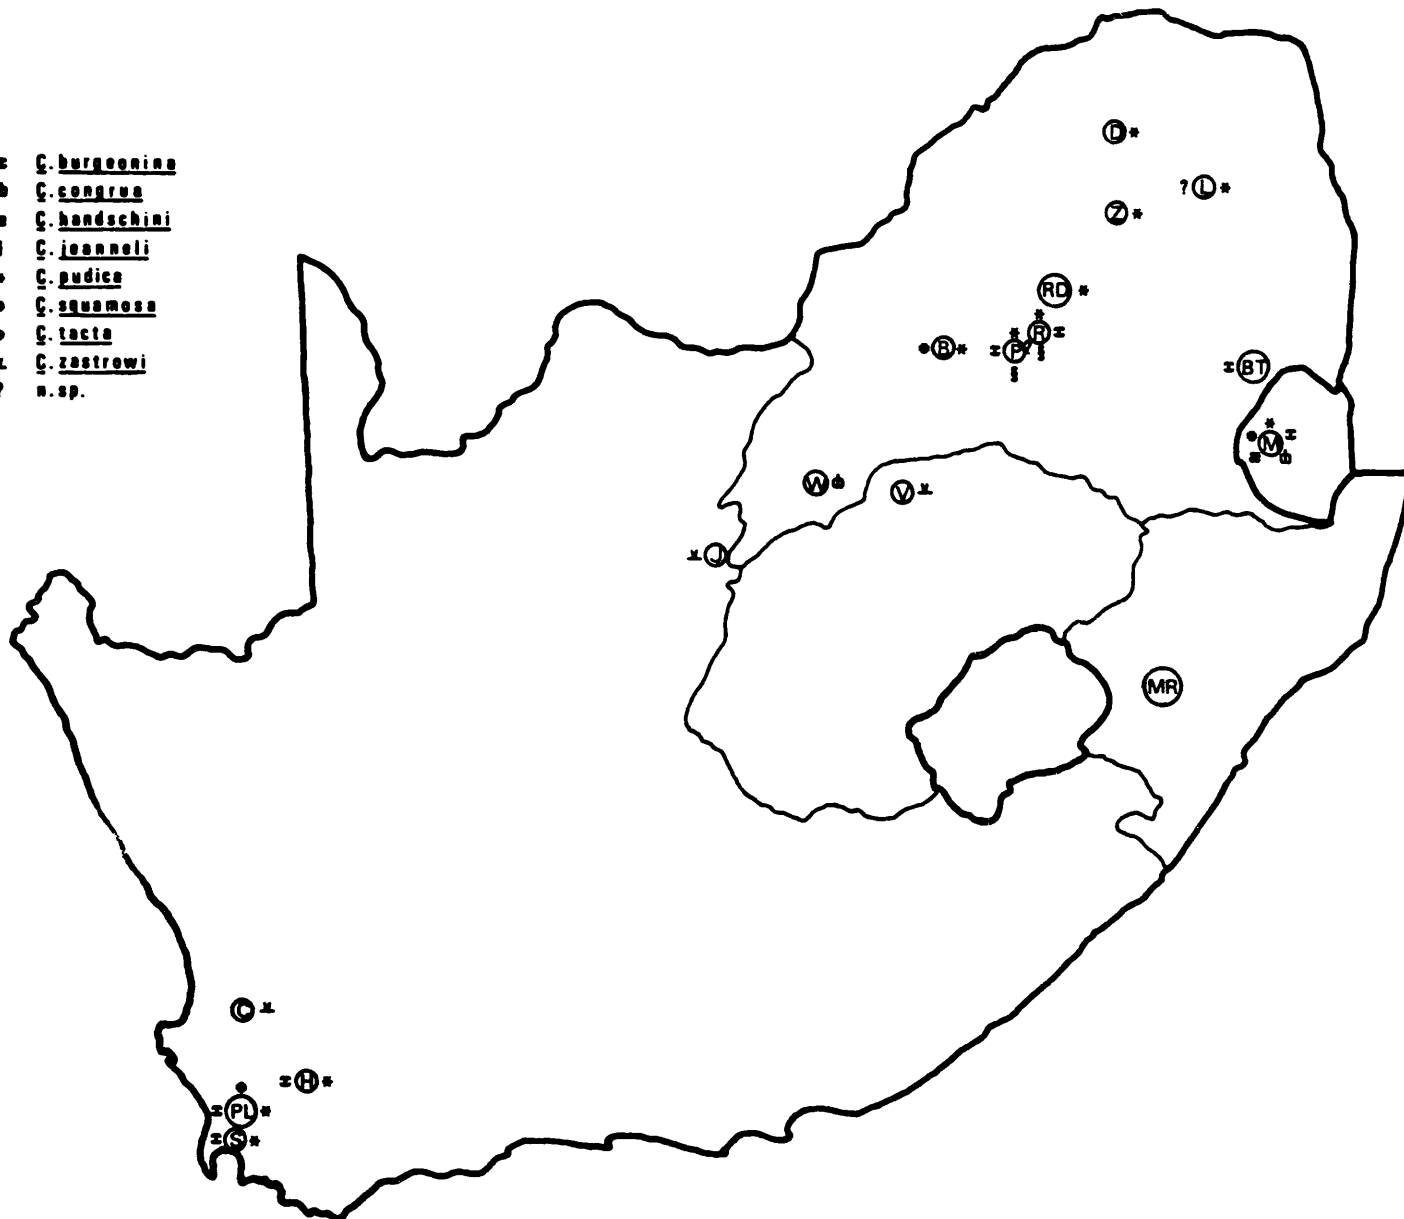 C. burgeonina
C. congrua
C. handschini
C. jeanneli
C. pudica
C. squamosa
C. tacta
C. zastrowi
? n.sp.
D *
? L *
Z *
RD *
*
* R
B * P
§
§
BT
*
M
W
V
J
MR
C
H *
PL *
S *